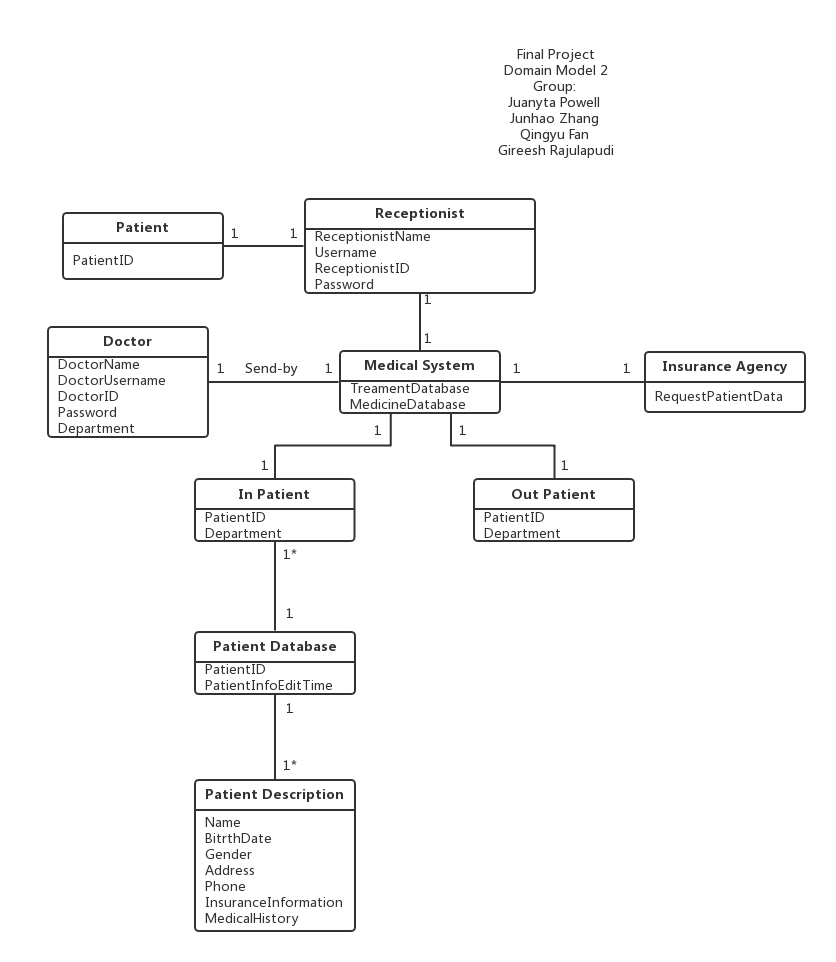 Final Project
Domain Model 2
Group:
Juanyta Powell
Junhao Zhang
Qingyu Fan
Gireesh Rajulapudi
Patient
PatientID
1
1
Receptionist
ReceptionistName
Username
ReceptionistID
Password
1
1
Doctor
DoctorName
DoctorUsername
DoctorID
Password
Department
1
Send-by
1
Medical System
TreamentDatabase
MedicineDatabase
1
1
Insurance Agency
RequestPatientData
1
1
1
1
In Patient
PatientID
Department
Out Patient
PatientID
Department
1*
1
Patient Database
PatientID
PatientInfoEditTime
1
1*
Patient Description
Name
BitrthDate
Gender
Address
Phone
InsuranceInformation
MedicalHistory